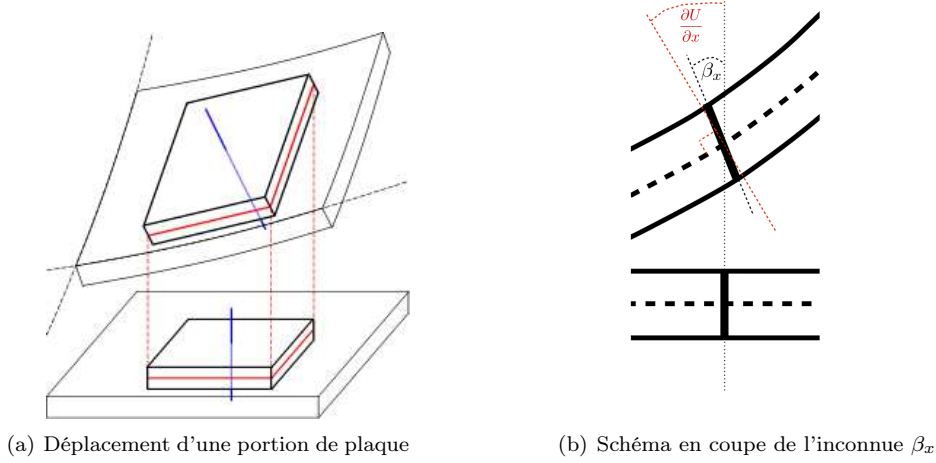 ∂U/∂x
β_x
(a) Déplacement d'une portion de plaque
(b) Schéma en coupe de l'inconnue β_x